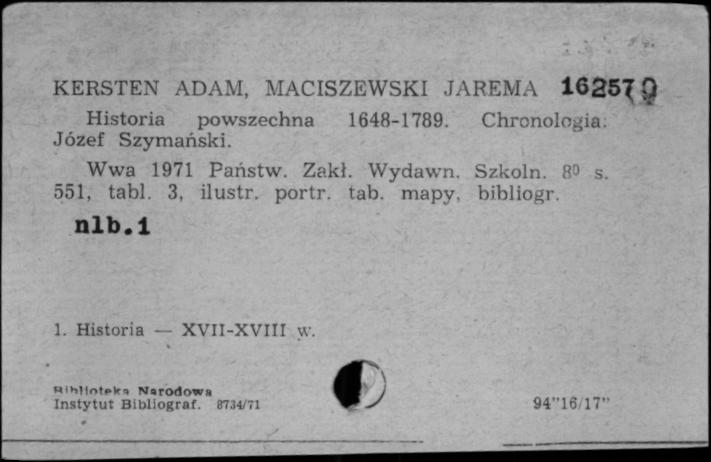 KERSTEN ADAM, MACISZEWSKI JAREMA 162570
Historia powszechna 1648-1789. Chronologia:
Józef Szymański.
Wwa 1971 Państw. Zakł. Wydawn. Szkoln. 8⁰ s.
551, tabl. 3, ilustr. portr. tab. mapy, bibliogr.
nlb.1
1. Historia — XVII-XVIII w.
Biblioteka Narodowa
Instytut Bibliograf. 8734/71
94"16/17"